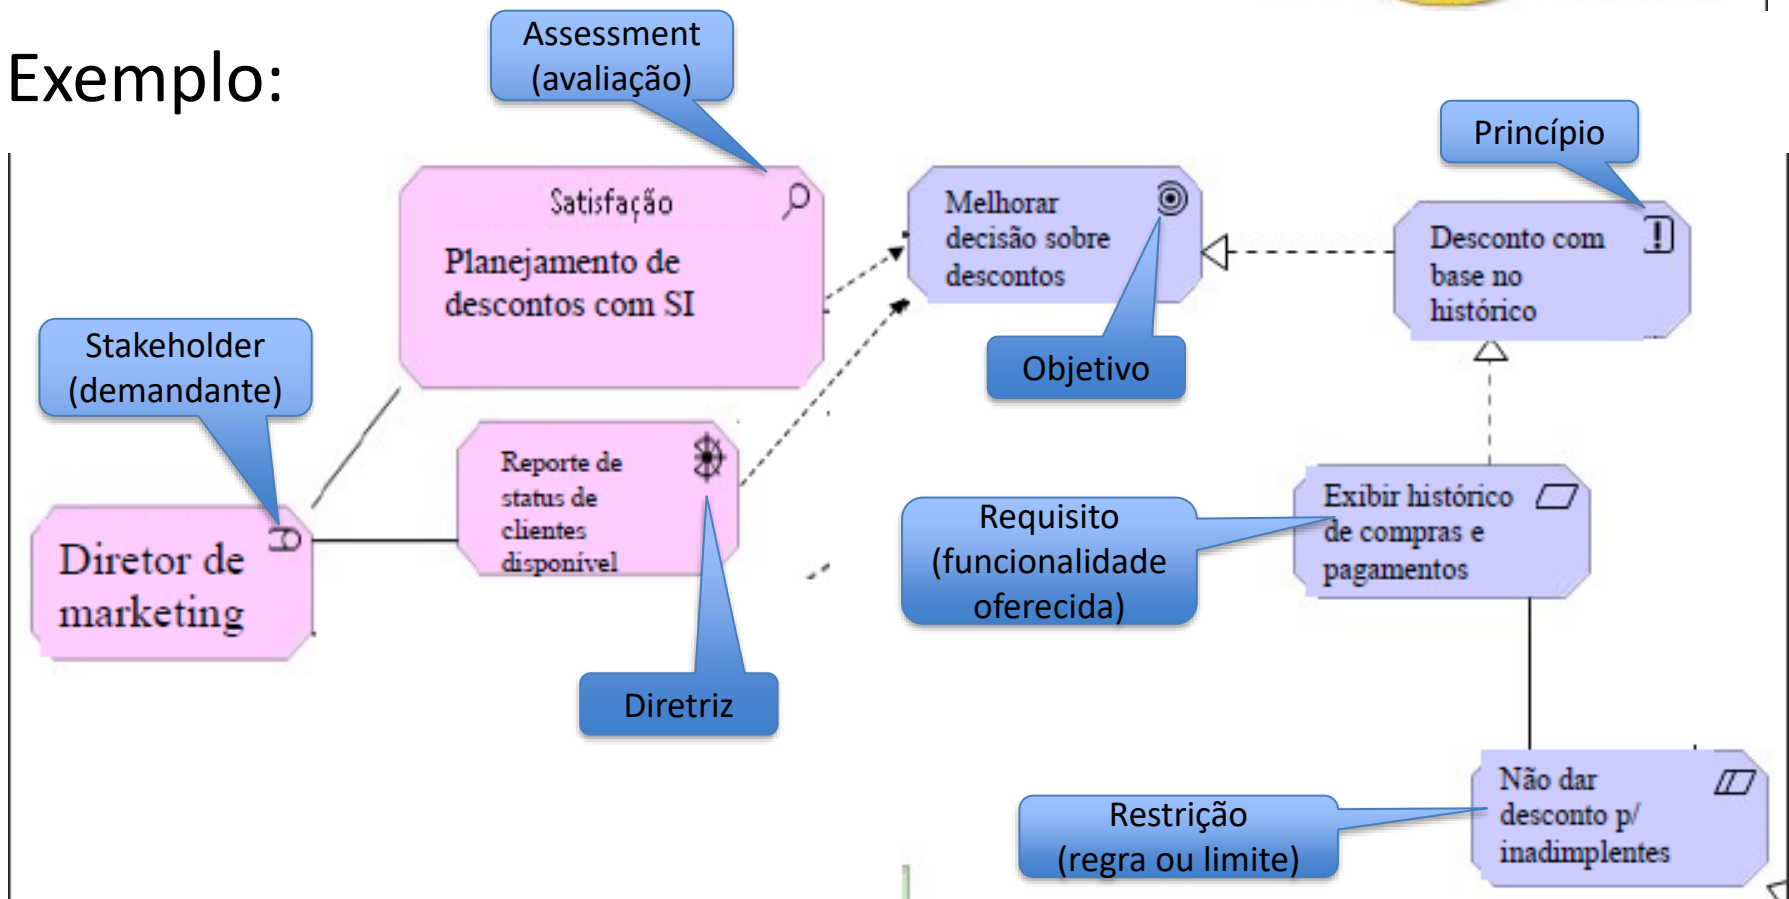 Exemplo:
Assessment
(avaliação)
Princípio
Satisfação
Planejamento de
descontos com SI
Melhorar
decisão sobre
descontos
Desconto com
base no
histórico
Stakeholder
(demandante)
Objetivo
Reporte de
status de
clientes
disponível
Diretor de
marketing
Requisito
(funcionalidade
oferecida)
Exibir histórico
de compras e
pagamentos
Diretriz
Restrição
(regra ou limite)
Não dar
desconto p/
inadimplentes